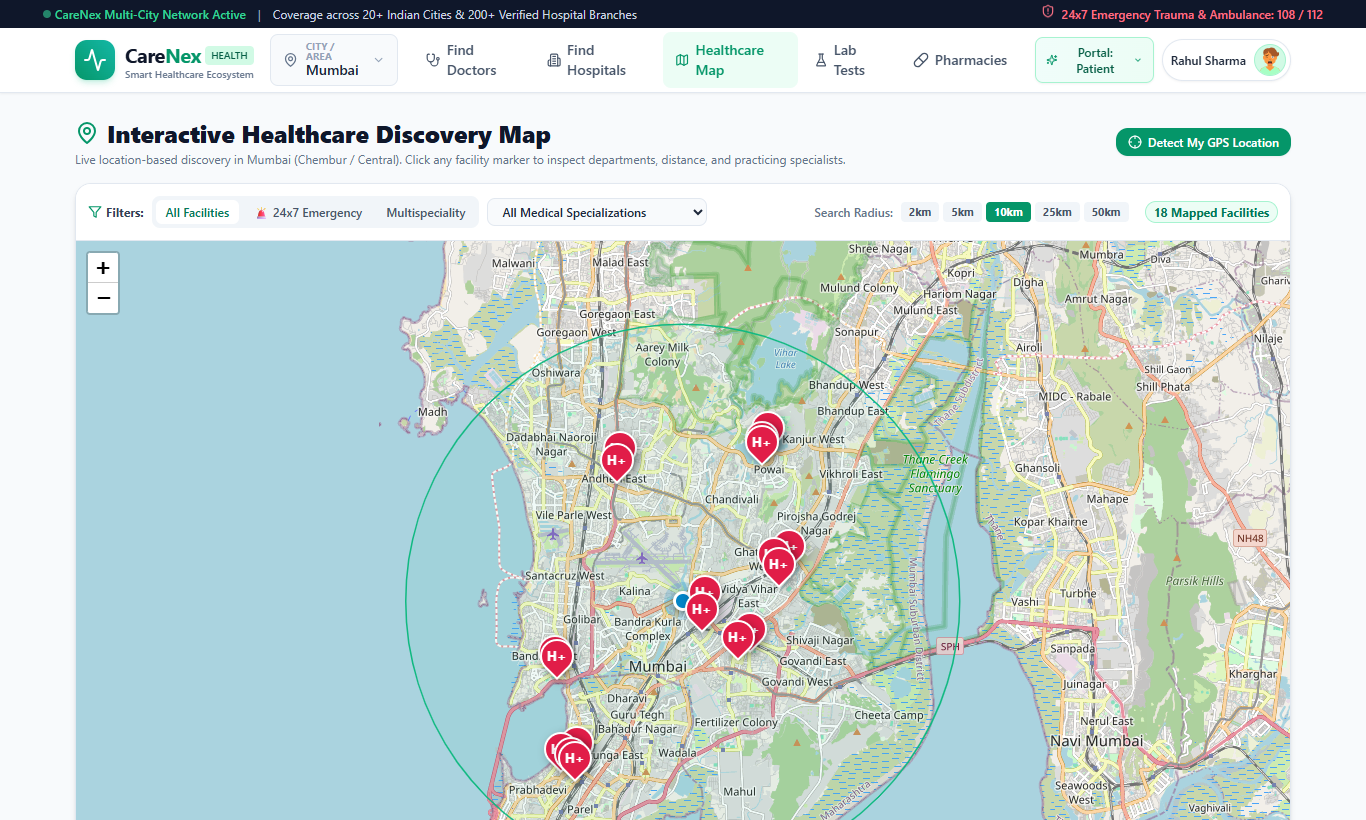 CareNex Multi-City Network Active | Coverage across 20+ Indian Cities & 200+ Verified Hospital Branches
24x7 Emergency Trauma & Ambulance: 108 / 112
CareNex HEALTH
Smart Healthcare Ecosystem
CITY / AREA
Mumbai
Find Doctors
Find Hospitals
Healthcare Map
Lab Tests
Pharmacies
Portal: Patient
Rahul Sharma
Interactive Healthcare Discovery Map
Live location-based discovery in Mumbai (Chembur / Central). Click any facility marker to inspect departments, distance, and practicing specialists.
Detect My GPS Location
Filters:
All Facilities
24x7 Emergency
Multispeciality
All Medical Specializations
Search Radius:
2km
5km
10km
25km
50km
18 Mapped Facilities
+
−
Shree Nagar
Mumbra
Diva
Malwani
Malad East
Kopri
Digha
Mulund Colony
Hariom Nagar
Amrut Nagar
Goregaon East
Mulund East
Goregaon West
Sonapur
Nilaje
Aarey Milk
Colony
Airoli
Vihar
Lake
Oshiwara
Shill Gaon
Bhandup West
Shill Phata
MIDC - Rabale
Thane Subdistrict
Madh
Bhandup East
Dadabhai Naoroji
Nagar
H+
Kanjur West
Thane Creek
Flamingo
Sanctuary
H+
Powai
Vikhroli East
Ghansoli
Chandivali
Mahape
Vile Parle West
Pirojsha Godrej
Nagar
Kopar Khairne
Thane
NH48
H+
Santacruz West
Parsik Hills
Kalina
Vidya Vihar
East
Turbhe
Vashi
H+
Golibar
Bandra Kurla
Complex
Mumbai Suburban District
H+
Shivaji Nagar
SPH
Sanpada
H+
Govandi East
Mumbai
Govandi West
Kharghar
Juinagar
Dharavi
Guru Tegh
Bahadur Nagar
Cheeta Camp
Filterzer Colony
Nerul East
Navi Mumbai
H+
Wadala
Prabhadevi
Mahul
Maharashtra
Seawoods
West
Parel
Vaghivali